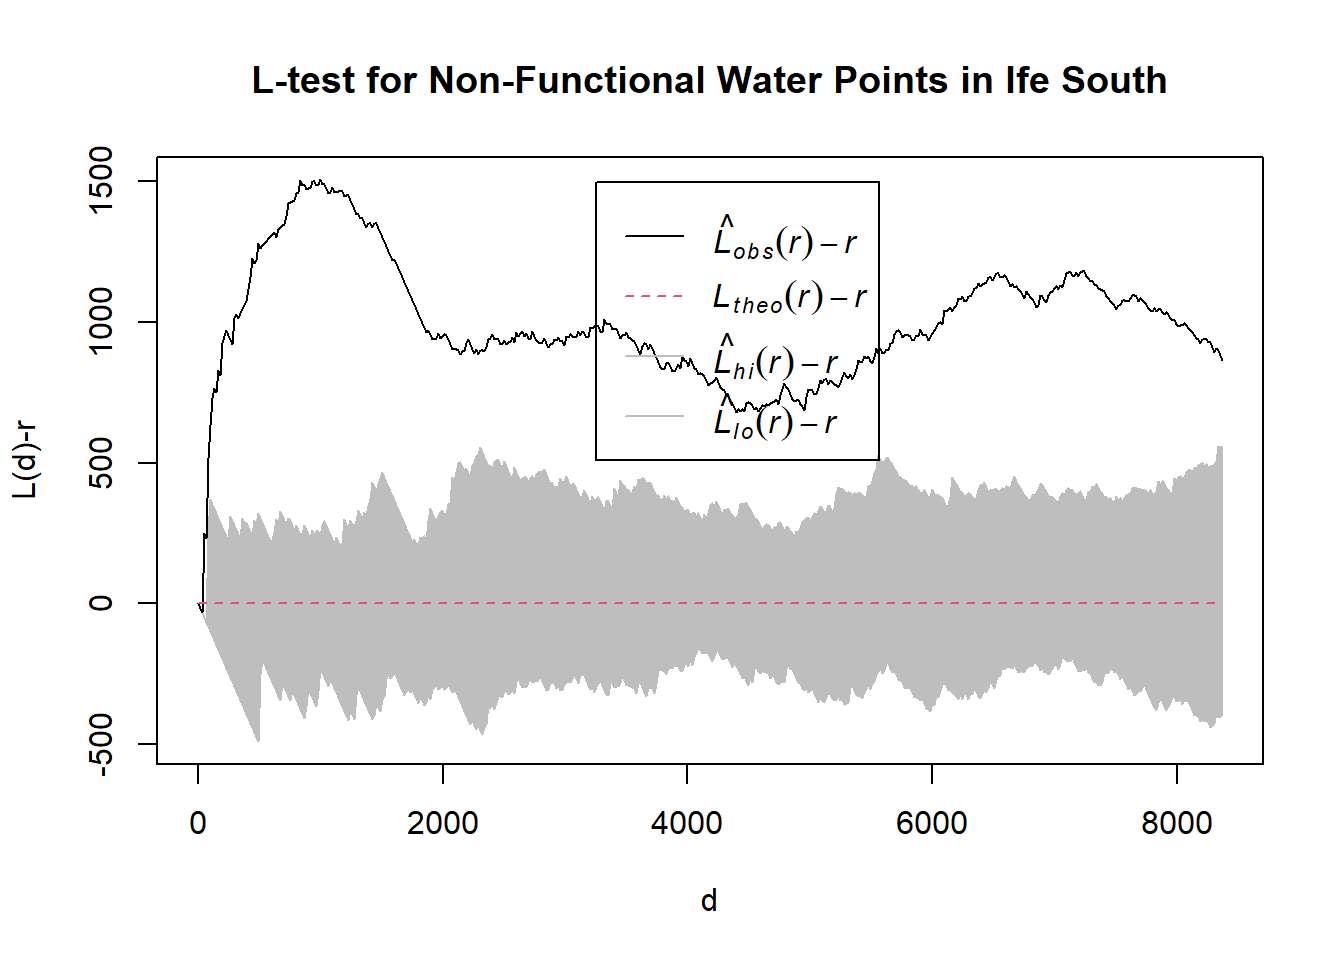 L-test for Non-Functional Water Points in Ife South
L(d)-r
1500
1000
500
0
-500
L̂obs(r) − r
Ltheo(r) − r
L̂hi(r) − r
L̂lo(r) − r
0 2000 4000 6000 8000
d